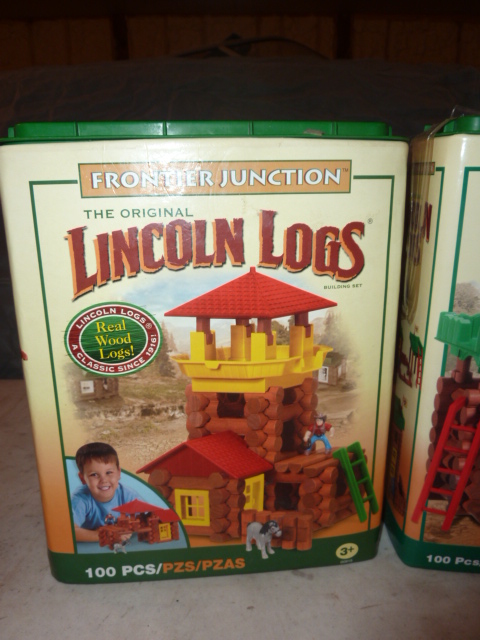 FRONTIER JUNCTION™
THE ORIGINAL
LINCOLN LOGS®
BUILDING SET
LINCOLN LOGS®
Real
Wood
Logs!
A CLASSIC SINCE 1916!
3+
100 PCS/PZS/PZAS
100 Pcs